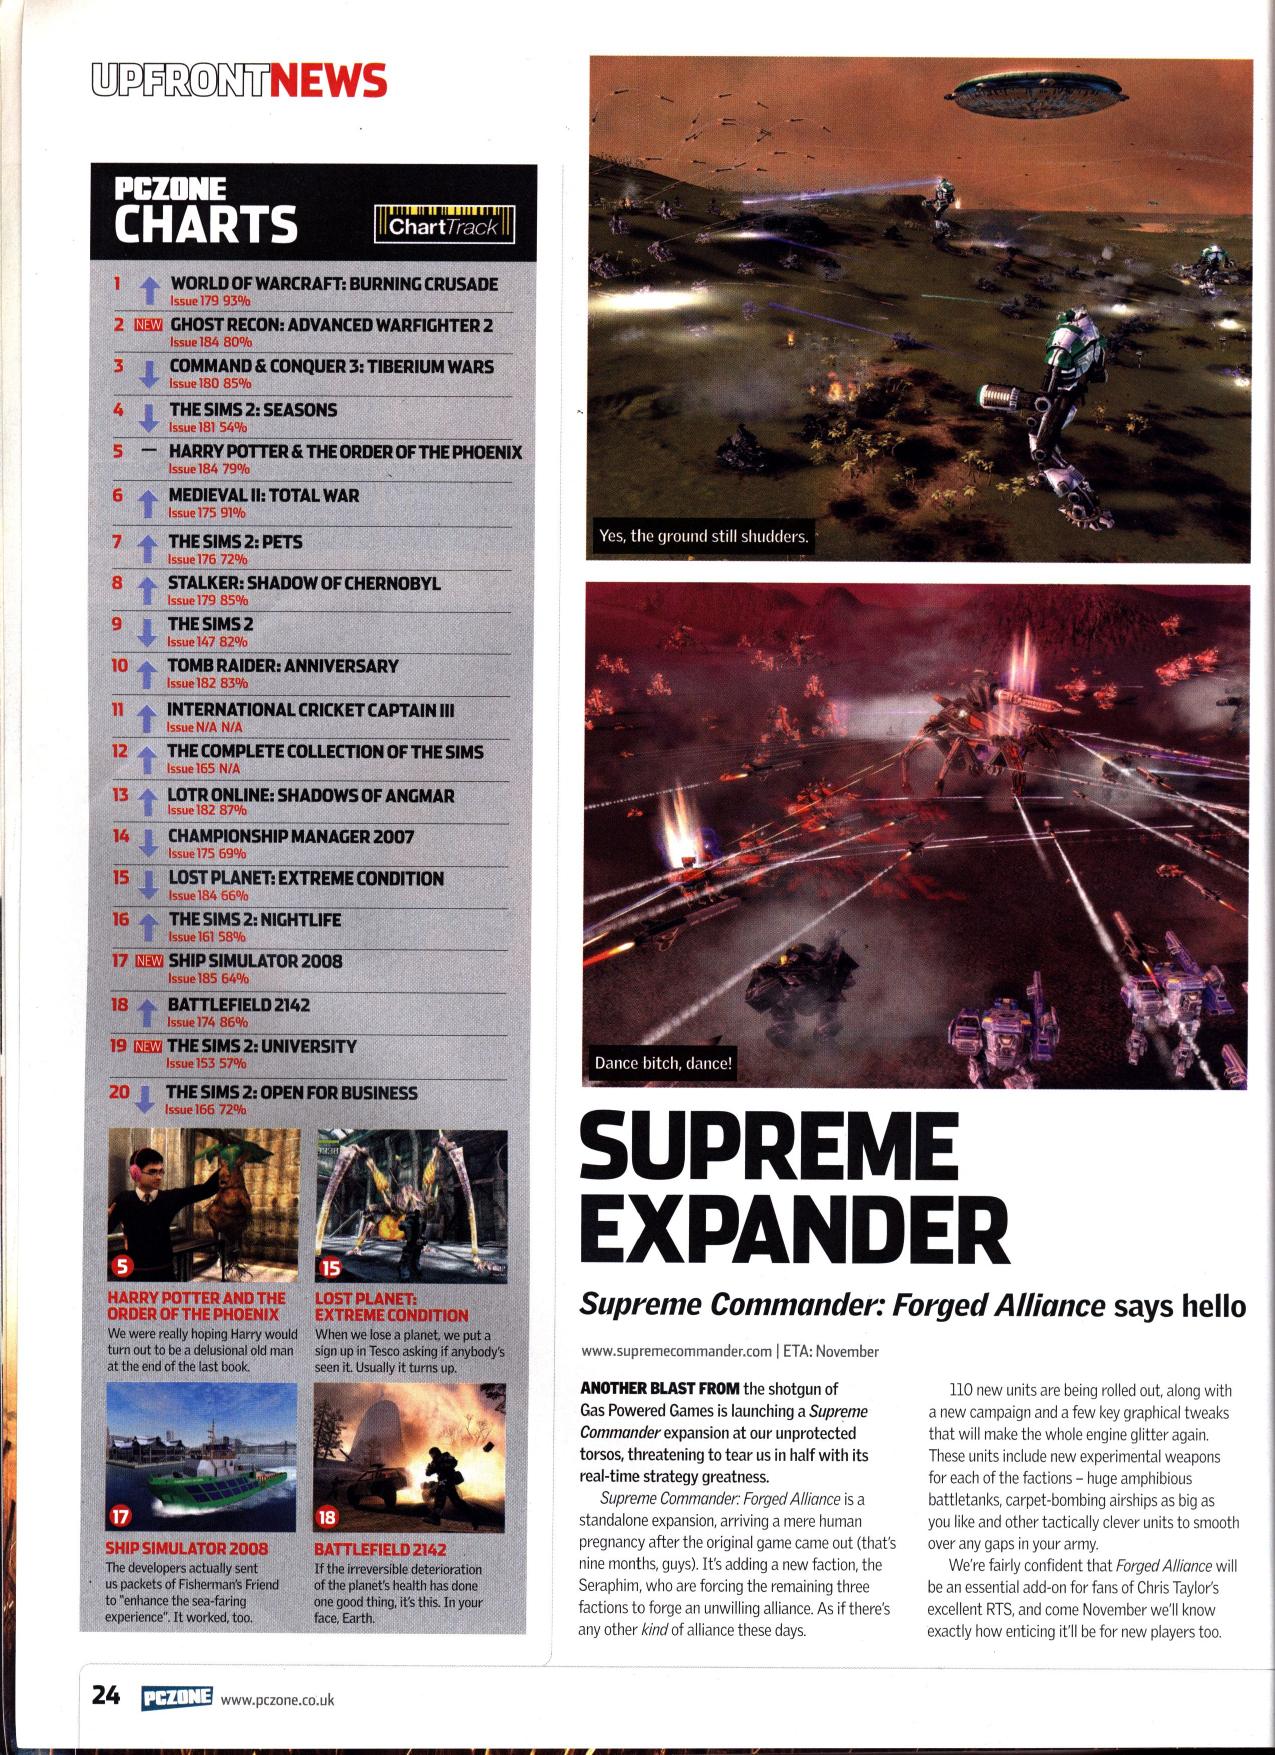 UPFRONTNEWS
PCZONE
CHARTS
ChartTrack
1 WORLD OF WARCRAFT: BURNING CRUSADE
Issue 179 93%
2 NEW GHOST RECON: ADVANCED WARFIGHTER 2
Issue 184 80%
3 COMMAND & CONQUER 3: TIBERIUM WARS
Issue 180 85%
4 THE SIMS 2: SEASONS
Issue 181 54%
5 — HARRY POTTER & THE ORDER OF THE PHOENIX
Issue 184 79%
6 MEDIEVAL II: TOTAL WAR
Issue 175 91%
7 THE SIMS 2: PETS
Issue 176 72%
8 STALKER: SHADOW OF CHERNOBYL
Issue 179 85%
9 THE SIMS 2
Issue 147 82%
10 TOMB RAIDER: ANNIVERSARY
Issue 182 83%
11 INTERNATIONAL CRICKET CAPTAIN III
Issue N/A N/A
12 THE COMPLETE COLLECTION OF THE SIMS
Issue 165 N/A
13 LOTR ONLINE: SHADOWS OF ANGMAR
Issue 182 87%
14 CHAMPIONSHIP MANAGER 2007
Issue 175 69%
15 LOST PLANET: EXTREME CONDITION
Issue 184 66%
16 THE SIMS 2: NIGHTLIFE
Issue 161 58%
17 NEW SHIP SIMULATOR 2008
Issue 185 64%
18 BATTLEFIELD 2142
Issue 174 86%
19 NEW THE SIMS 2: UNIVERSITY
Issue 153 57%
20 THE SIMS 2: OPEN FOR BUSINESS
Issue 166 72%
5
HARRY POTTER AND THE
ORDER OF THE PHOENIX
We were really hoping Harry would
turn out to be a delusional old man
at the end of the last book.
15
LOST PLANET:
EXTREME CONDITION
When we lose a planet, we put a
sign up in Tesco asking if anybody's
seen it. Usually it turns up.
17
SHIP SIMULATOR 2008
The developers actually sent
us packets of Fisherman's Friend
to "enhance the sea-faring
experience". It worked, too.
18
BATTLEFIELD 2142
If the irreversible deterioration
of the planet's health has done
one good thing, it's this. In your
face, Earth.
Yes, the ground still shudders.
Dance bitch, dance!
SUPREME
EXPANDER
Supreme Commander: Forged Alliance says hello
www.supremecommander.com | ETA: November
ANOTHER BLAST FROM the shotgun of
Gas Powered Games is launching a Supreme
Commander expansion at our unprotected
torsos, threatening to tear us in half with its
real-time strategy greatness.
Supreme Commander: Forged Alliance is a
standalone expansion, arriving a mere human
pregnancy after the original game came out (that's
nine months, guys). It's adding a new faction, the
Seraphim, who are forcing the remaining three
factions to forge an unwilling alliance. As if there's
any other kind of alliance these days.
110 new units are being rolled out, along with
a new campaign and a few key graphical tweaks
that will make the whole engine glitter again.
These units include new experimental weapons
for each of the factions – huge amphibious
battletanks, carpet-bombing airships as big as
you like and other tactically clever units to smooth
over any gaps in your army.
We're fairly confident that Forged Alliance will
be an essential add-on for fans of Chris Taylor's
excellent RTS, and come November we'll know
exactly how enticing it'll be for new players too.
24 PCZONE www.pczone.co.uk